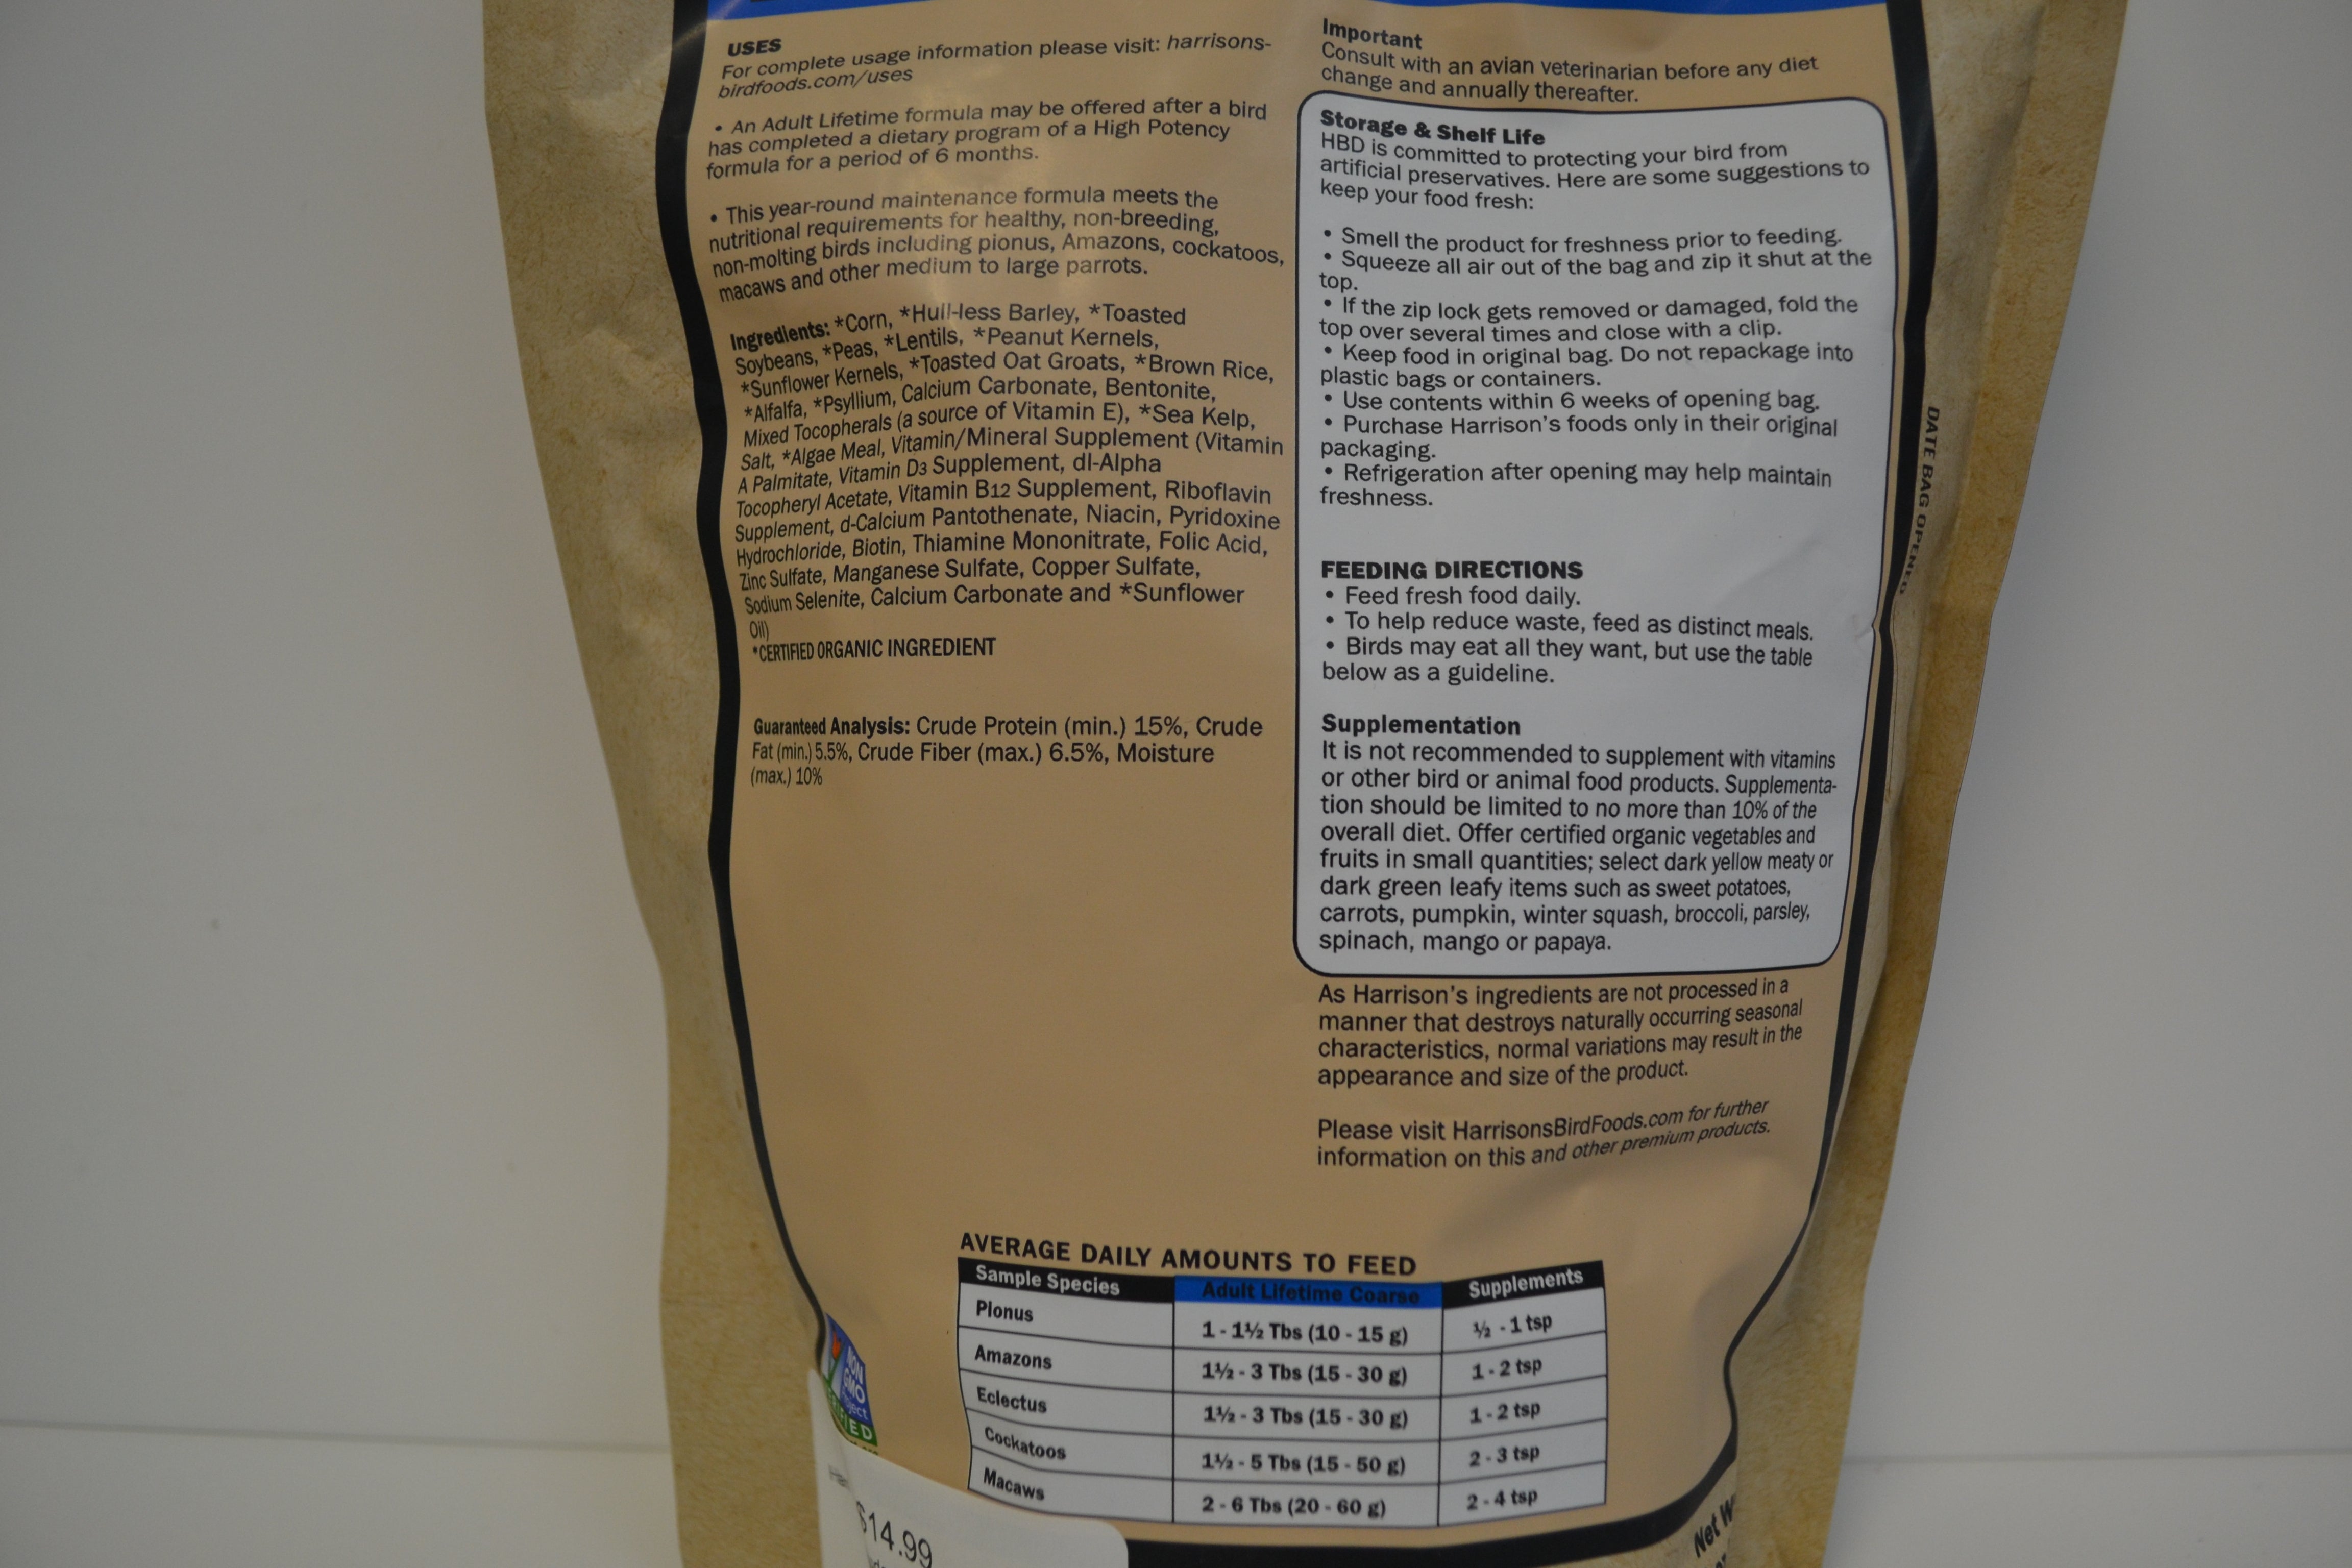 USES
For complete usage information please visit: harrisons-
birdfoods.com/uses
• An Adult Lifetime formula may be offered after a bird
has completed a dietary program of a High Potency
formula for a period of 6 months.
• This year-round maintenance formula meets the
nutritional requirements for healthy, non-breeding,
non-molting birds including pionus, Amazons, cockatoos,
macaws and other medium to large parrots.
Ingredients: *Corn, *Hull-less Barley, *Toasted
Soybeans, *Peas, *Lentils, *Peanut Kernels,
*Sunflower Kernels, *Toasted Oat Groats, *Brown Rice,
*Alfalfa, *Psyllium, Calcium Carbonate, Bentonite,
Mixed Tocopherals (a source of Vitamin E), *Sea Kelp,
Salt, *Algae Meal, Vitamin/Mineral Supplement (Vitamin
A Palmitate, Vitamin D3 Supplement, dl-Alpha
Tocopheryl Acetate, Vitamin B12 Supplement, Riboflavin
Supplement, d-Calcium Pantothenate, Niacin, Pyridoxine
Hydrochloride, Biotin, Thiamine Mononitrate, Folic Acid,
Zinc Sulfate, Manganese Sulfate, Copper Sulfate,
Sodium Selenite, Calcium Carbonate and *Sunflower
Oil)
*CERTIFIED ORGANIC INGREDIENT
Guaranteed Analysis: Crude Protein (min.) 15%, Crude
Fat (min.) 5.5%, Crude Fiber (max.) 6.5%, Moisture
(max.) 10%
Important
Consult with an avian veterinarian before any diet
change and annually thereafter.
Storage & Shelf Life
HBD is committed to protecting your bird from
artificial preservatives. Here are some suggestions to
keep your food fresh:
• Smell the product for freshness prior to feeding.
• Squeeze all air out of the bag and zip it shut at the
top.
• If the zip lock gets removed or damaged, fold the
top over several times and close with a clip.
• Keep food in original bag. Do not repackage into
plastic bags or containers.
• Use contents within 6 weeks of opening bag.
• Purchase Harrison's foods only in their original
packaging.
• Refrigeration after opening may help maintain
freshness.
FEEDING DIRECTIONS
• Feed fresh food daily.
• To help reduce waste, feed as distinct meals.
• Birds may eat all they want, but use the table
below as a guideline.
Supplementation
It is not recommended to supplement with vitamins
or other bird or animal food products. Supplementa-
tion should be limited to no more than 10% of the
overall diet. Offer certified organic vegetables and
fruits in small quantities; select dark yellow meaty or
dark green leafy items such as sweet potatoes,
carrots, pumpkin, winter squash, broccoli, parsley,
spinach, mango or papaya.
As Harrison's ingredients are not processed in a
manner that destroys naturally occurring seasonal
characteristics, normal variations may result in the
appearance and size of the product.
Please visit HarrisonsBirdFoods.com for further
information on this and other premium products.
DATE BAG OPENED
AVERAGE DAILY AMOUNTS TO FEED
Sample Species Adult Lifetime Coarse Supplements
Pionus 1 - 1½ Tbs (10 - 15 g) ½ - 1 tsp
Amazons 1½ - 3 Tbs (15 - 30 g) 1 - 2 tsp
Eclectus 1½ - 3 Tbs (15 - 30 g) 1 - 2 tsp
Cockatoos 1½ - 5 Tbs (15 - 50 g) 2 - 3 tsp
Macaws 2 - 6 Tbs (20 - 60 g) 2 - 4 tsp
NON
GMO
$14.99
Net